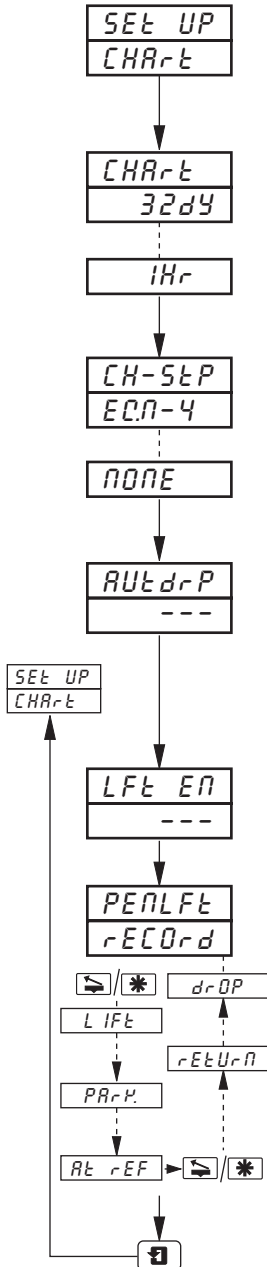 SEt UP
CHArt
CHArt
32dY
1Hr
CH-StP
EC.N-4
NONE
AUtdrP
---
SEt UP
CHArt
LFt EN
---
PENLFt
rECOrd
/
drOP
LIFt
rEtUrN
PArK.
At rEF
/